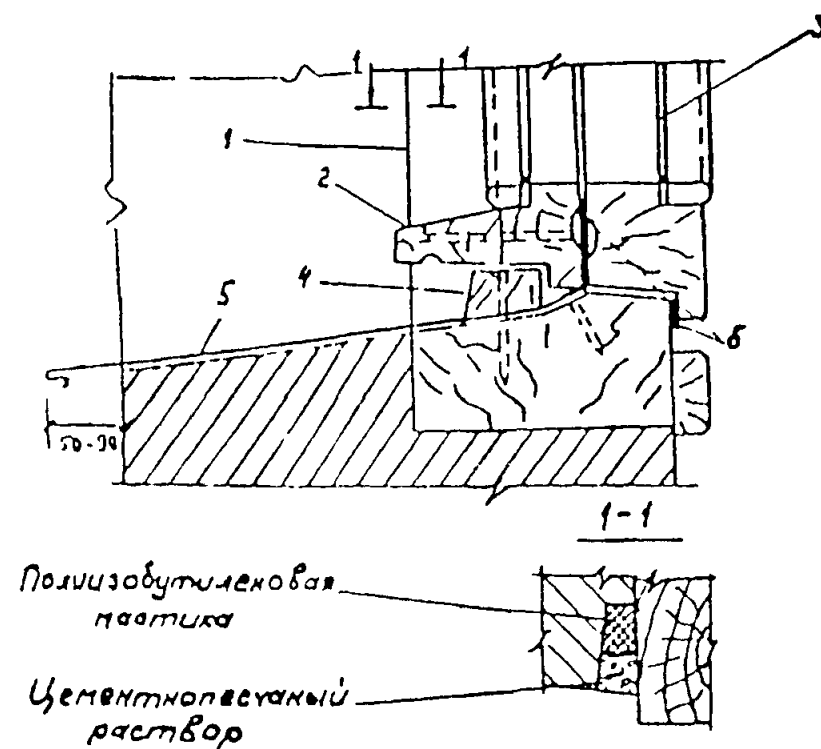 3
1 1
1
2
4
5
6
50-90
1-1
Полиизобутиленовая
мастика
Цементнопесчаный
раствор